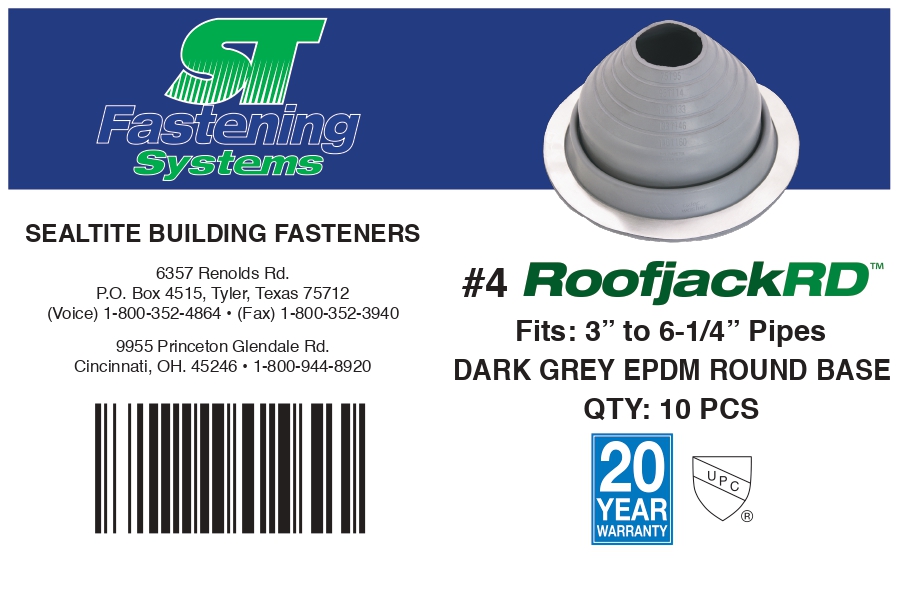 ST
Fastening
Systems
SEALTITE BUILDING FASTENERS
6357 Renolds Rd.
P.O. Box 4515, Tyler, Texas 75712
(Voice) 1-800-352-4864 • (Fax) 1-800-352-3940
9955 Princeton Glendale Rd.
Cincinnati, OH. 45246 • 1-800-944-8920
#4 RoofjackRD™
Fits: 3” to 6-1/4” Pipes
DARK GREY EPDM ROUND BASE
QTY: 10 PCS
20
YEAR
WARRANTY
UPC
®